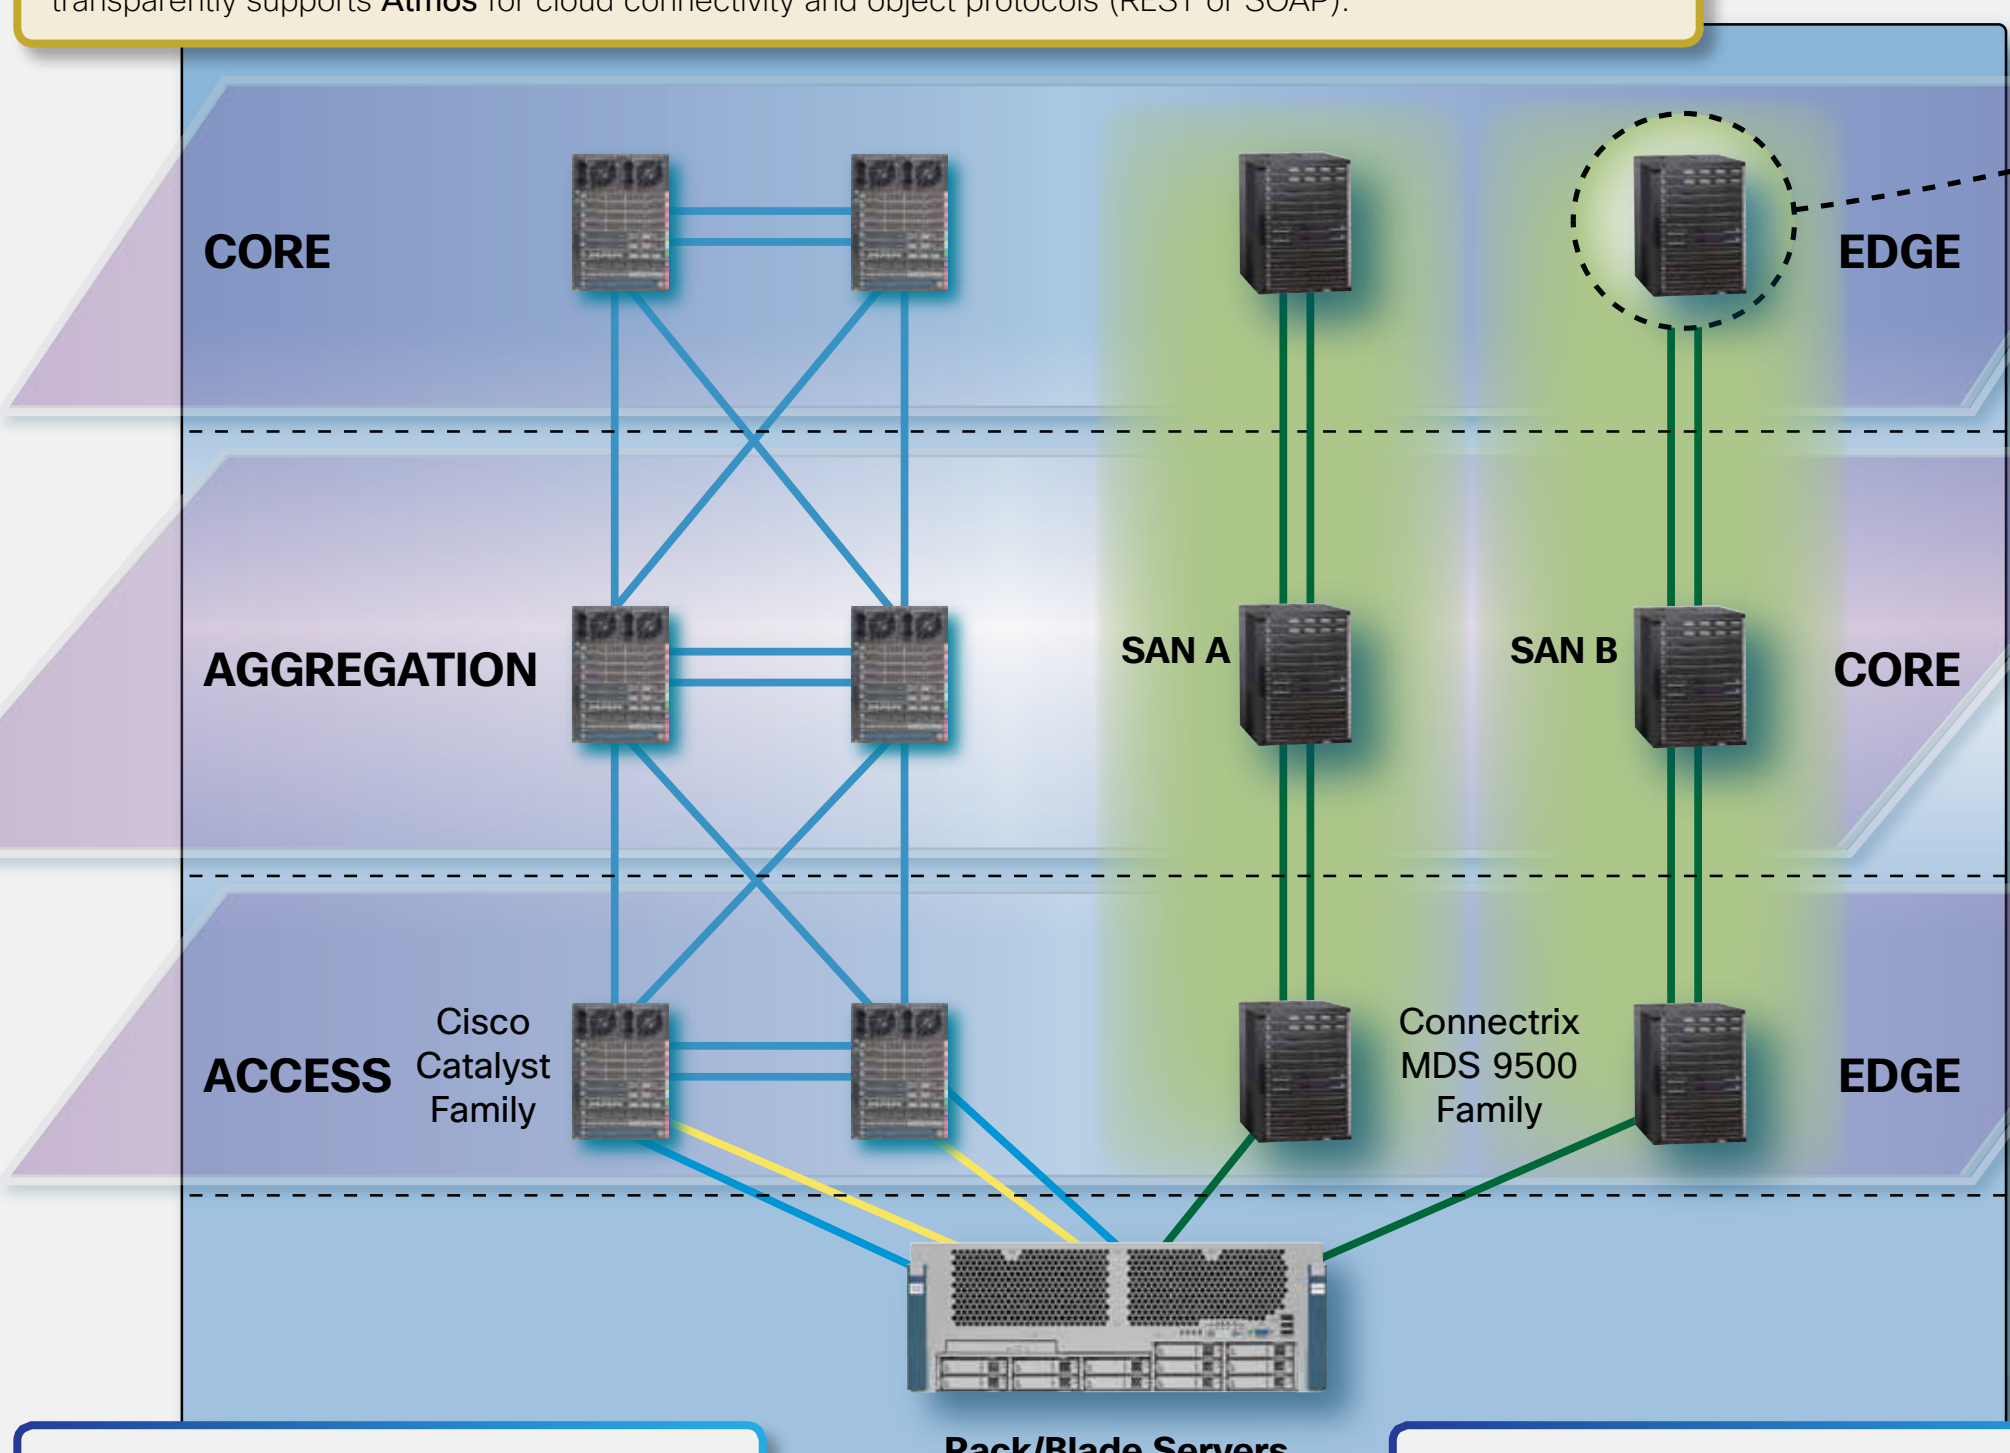 transparently supports Atmos for cloud connectivity and object protocols (REST or SOAP).
CORE
EDGE
AGGREGATION
SAN A
SAN B
CORE
ACCESS
Cisco
Catalyst
Family
Connectrix
MDS 9500
Family
EDGE
Rack/Blade Servers